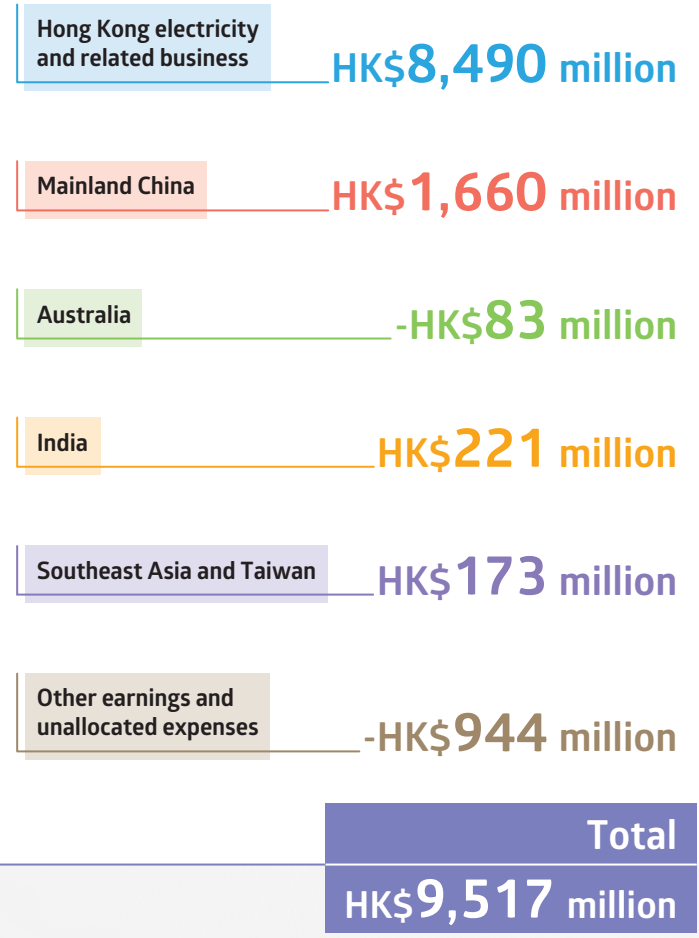 Hong Kong electricity
and related business
HK$8,490 million
Mainland China
HK$1,660 million
Australia
-HK$83 million
India
HK$221 million
Southeast Asia and Taiwan
HK$173 million
Other earnings and
unallocated expenses
-HK$944 million
Total
HK$9,517 million